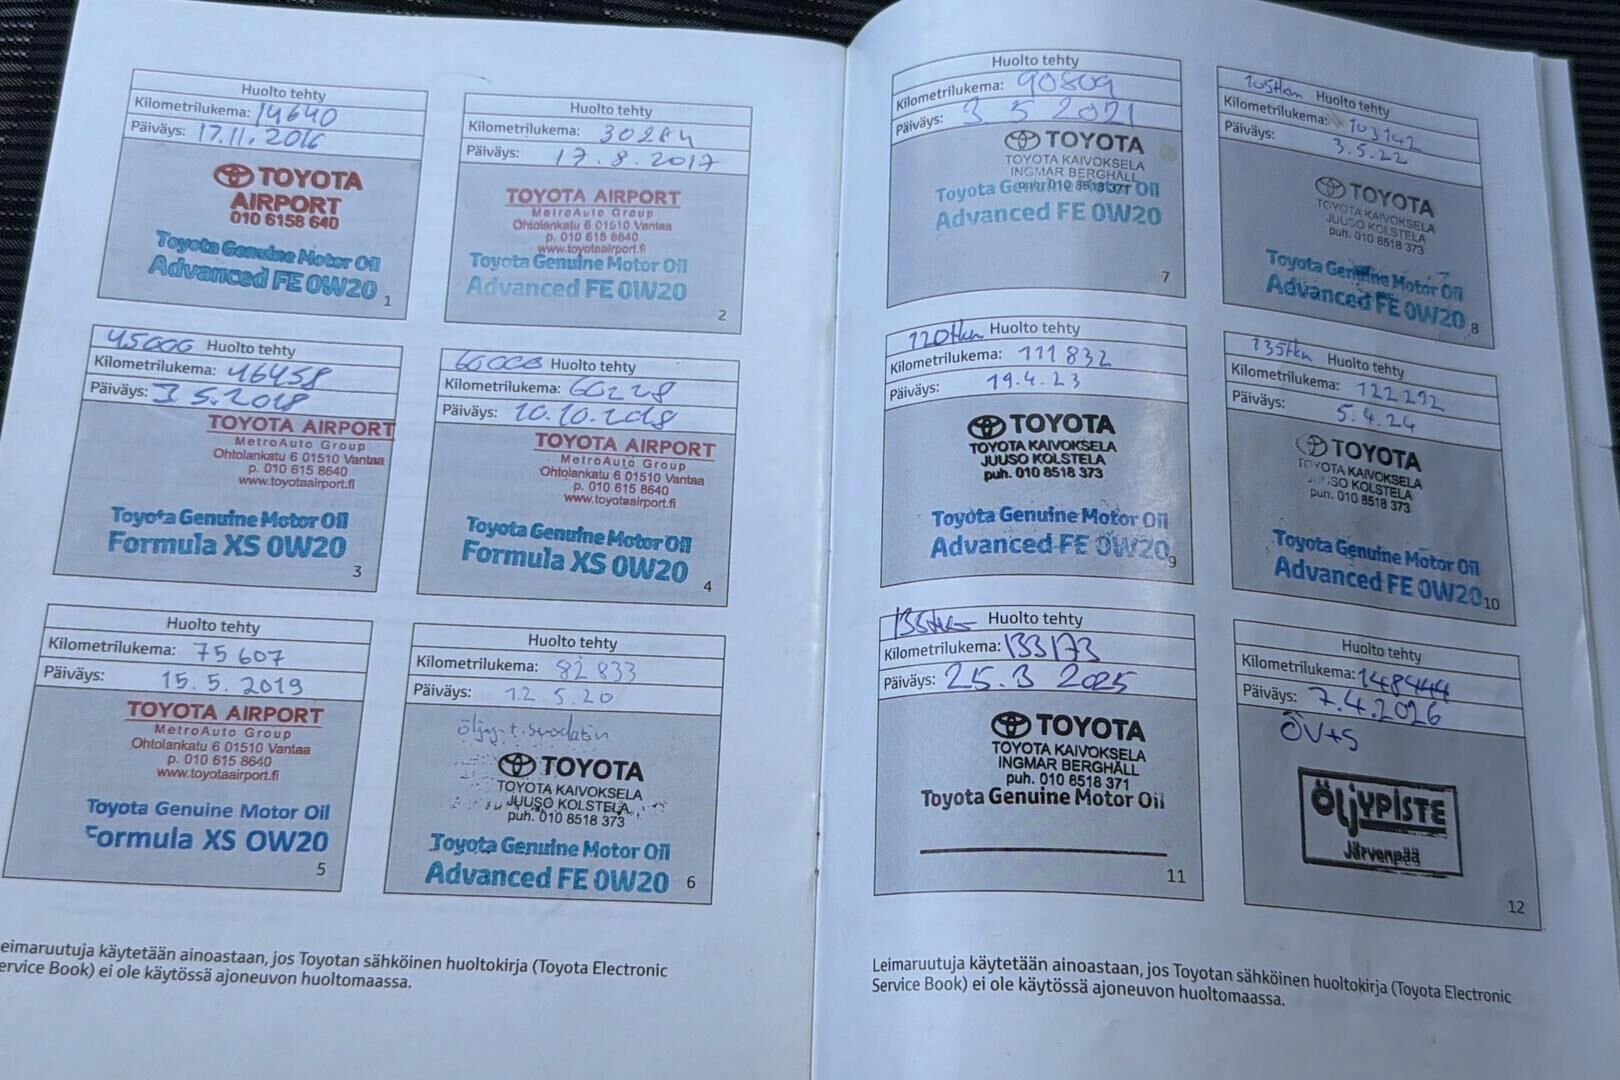 Huolto tehty
Kilometrilukema: 14640
Päiväys: 17.11.2016
TOYOTA
AIRPORT
010 6158 640
Toyota Genuine Motor Oil
Advanced FE 0W20
1
Huolto tehty
Kilometrilukema: 30284
Päiväys: 17.8.2017
TOYOTA AIRPORT
MetroAuto Group
Ohtolankatu 6 01510 Vantaa
p. 010 615 8640
www.toyotaairport.fi
Toyota Genuine Motor Oil
Advanced FE 0W20
2
45000 Huolto tehty
Kilometrilukema: 46458
Päiväys: 3.5.2018
TOYOTA AIRPORT
MetroAuto Group
Ohtolankatu 6 01510 Vantaa
p. 010 615 8640
www.toyotaairport.fi
Toyota Genuine Motor Oil
Formula XS 0W20
3
60000 Huolto tehty
Kilometrilukema: 60228
Päiväys: 10.10.2018
TOYOTA AIRPORT
MetroAuto Group
Ohtolankatu 6 01510 Vantaa
p. 010 615 8640
www.toyotaairport.fi
Toyota Genuine Motor Oil
Formula XS 0W20
4
Huolto tehty
Kilometrilukema: 75607
Päiväys: 15.5.2019
TOYOTA AIRPORT
MetroAuto Group
Ohtolankatu 6 01510 Vantaa
p. 010 615 8640
www.toyotaairport.fi
Toyota Genuine Motor Oil
Formula XS 0W20
5
Huolto tehty
Kilometrilukema: 82833
Päiväys: 12.5.20
TOYOTA
TOYOTA KAIVOKSELA
JUUSO KOLSTELA
puh. 010 8518 373
Toyota Genuine Motor Oil
Advanced FE 0W20
6
Leimaruutuja käytetään ainoastaan, jos Toyotan sähköinen huoltokirja (Toyota Electronic
Service Book) ei ole käytössä ajoneuvon huoltomaassa.
Huolto tehty
Kilometrilukema: 90809
Päiväys: 3 5 2021
TOYOTA
TOYOTA KAIVOKSELA
INGMAR BERGHÄLL
puh. 010 8518 371
Toyota Genuine Motor Oil
Advanced FE 0W20
7
105tkm Huolto tehty
Kilometrilukema: 103142
Päiväys: 3.5.22
TOYOTA
TOYOTA KAIVOKSELA
JUUSO KOLSTELA
puh. 010 8518 373
Toyota Genuine Motor Oil
Advanced FE 0W20
8
120tkm Huolto tehty
Kilometrilukema: 111832
Päiväys: 19.4.23
TOYOTA
TOYOTA KAIVOKSELA
JUUSO KOLSTELA
puh. 010 8518 373
Toyota Genuine Motor Oil
Advanced FE 0W20
9
135tkm Huolto tehty
Kilometrilukema: 122292
Päiväys: 5.4.24
TOYOTA
TOYOTA KAIVOKSELA
JUUSO KOLSTELA
puh. 010 8518 373
Toyota Genuine Motor Oil
Advanced FE 0W20
10
Huolto tehty
Kilometrilukema: 133173
Päiväys: 25.3 2025
TOYOTA
TOYOTA KAIVOKSELA
INGMAR BERGHÄLL
puh. 010 8518 371
Toyota Genuine Motor Oil
11
Huolto tehty
Kilometrilukema: 148444
Päiväys: 7.4.2026
ÖV+S
ÖljYPISTE
Järvenpää
12
Leimaruutuja käytetään ainoastaan, jos Toyotan sähköinen huoltokirja (Toyota Electronic
Service Book) ei ole käytössä ajoneuvon huoltomaassa.